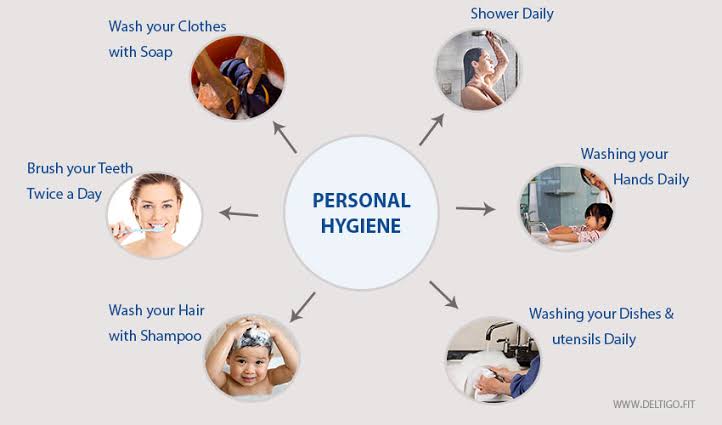 Wash your Clothes
with Soap
Shower Daily
Brush your Teeth
Twice a Day
PERSONAL
HYGIENE
Washing your
Hands Daily
Wash your Hair
with Shampoo
Washing your Dishes &
utensils Daily
WWW.DELTIGO.FIT